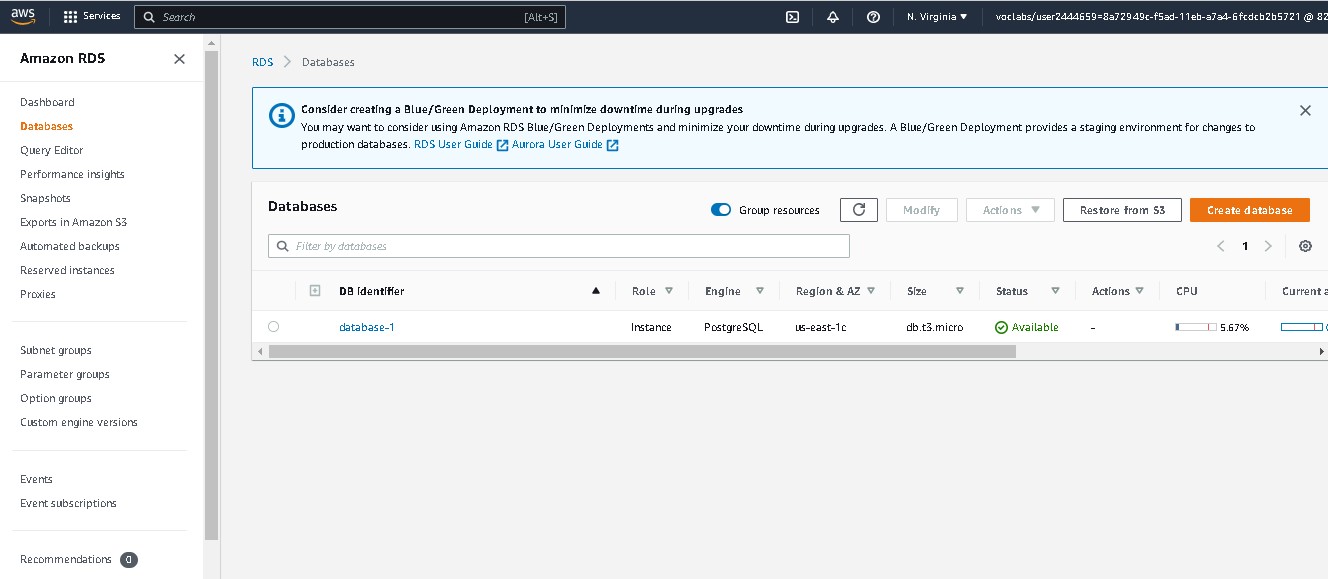 aws
Services
Search [Alt+S]
N. Virginia
voclabs/user2444659=8a72949c-f5ad-11eb-a7a4-6fcdcb2b5721 @ 82
Amazon RDS
Dashboard
Databases
Query Editor
Performance insights
Snapshots
Exports in Amazon S3
Automated backups
Reserved instances
Proxies
Subnet groups
Parameter groups
Option groups
Custom engine versions
Events
Event subscriptions
Recommendations 0
RDS > Databases
Consider creating a Blue/Green Deployment to minimize downtime during upgrades
You may want to consider using Amazon RDS Blue/Green Deployments and minimize your downtime during upgrades. A Blue/Green Deployment provides a staging environment for changes to
production databases. RDS User Guide Aurora User Guide
Databases
Group resources
Modify
Actions
Restore from S3
Create database
Filter by databases
1
DB identifier Role Engine Region & AZ Size Status Actions CPU Current a
database-1 Instance PostgreSQL us-east-1c db.t3.micro Available - 5.67%